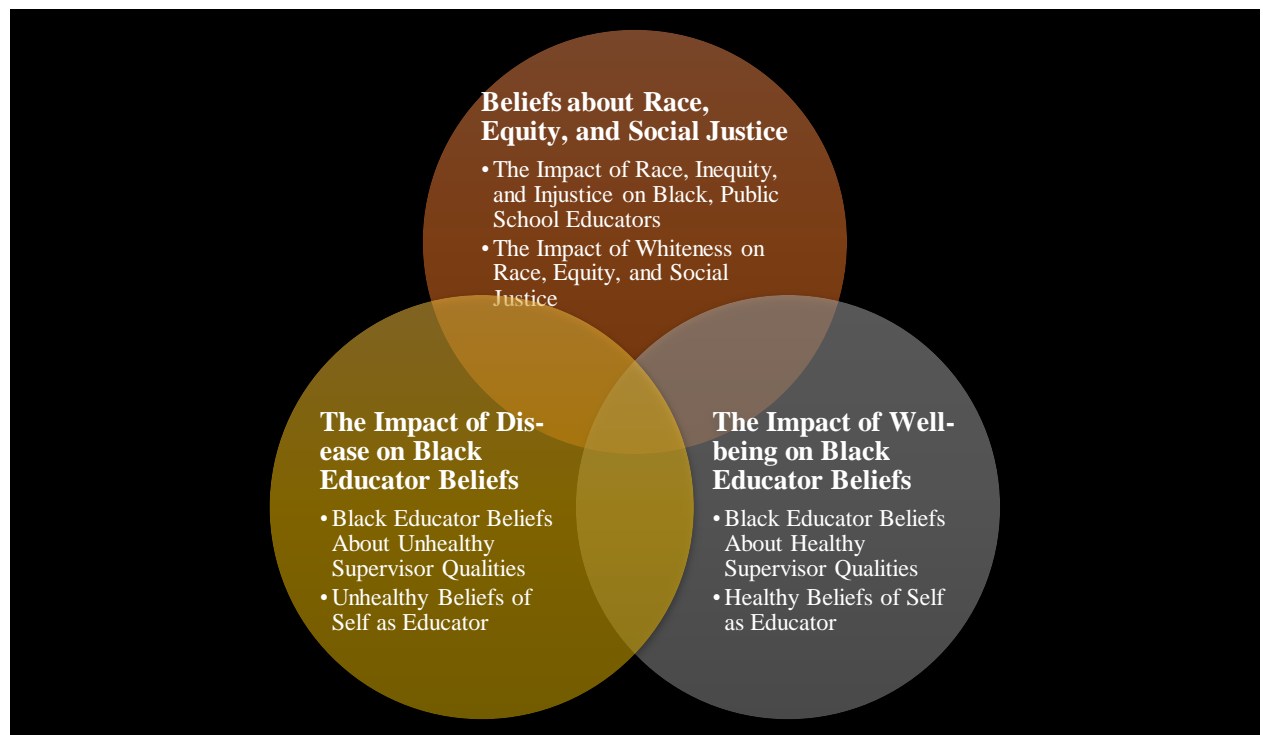 Beliefs about Race,
Equity, and Social Justice
• The Impact of Race, Inequity,
and Injustice on Black, Public
School Educators
• The Impact of Whiteness on
Race, Equity, and Social
Justice
The Impact of Dis-
ease on Black
Educator Beliefs
• Black Educator Beliefs
About Unhealthy
Supervisor Qualities
• Unhealthy Beliefs of
Self as Educator
The Impact of Well-
being on Black
Educator Beliefs
• Black Educator Beliefs
About Healthy
Supervisor Qualities
• Healthy Beliefs of Self
as Educator